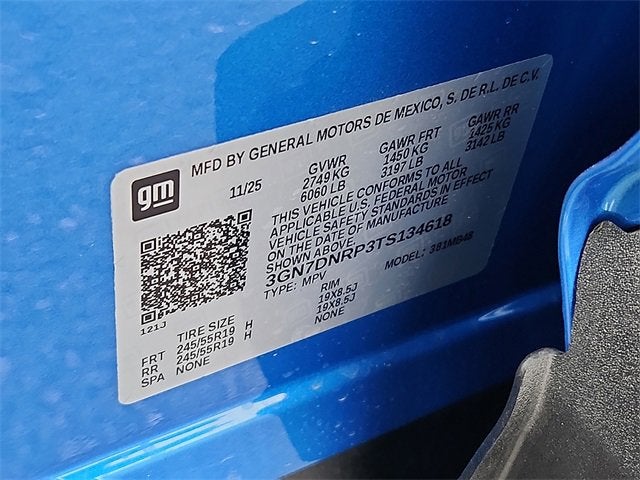 gm
MFD BY GENERAL MOTORS DE MEXICO, S. DE R.L. DE C.V.
11/25
GVWR GAWR FRT GAWR RR
2749 KG 1450 KG 1425 KG
6060 LB 3197 LB 3142 LB
THIS VEHICLE CONFORMS TO ALL
APPLICABLE U.S. FEDERAL MOTOR
VEHICLE SAFETY STANDARDS IN EFFECT
ON THE DATE OF MANUFACTURE
SHOWN ABOVE.
3GN7DNRP3TS134618
TYPE: MPV MODEL: 381MB48
121J
TIRE SIZE RIM
FRT 245/55R19 H 19X8.5J
RR 245/55R19 H 19X8.5J
SPA NONE NONE